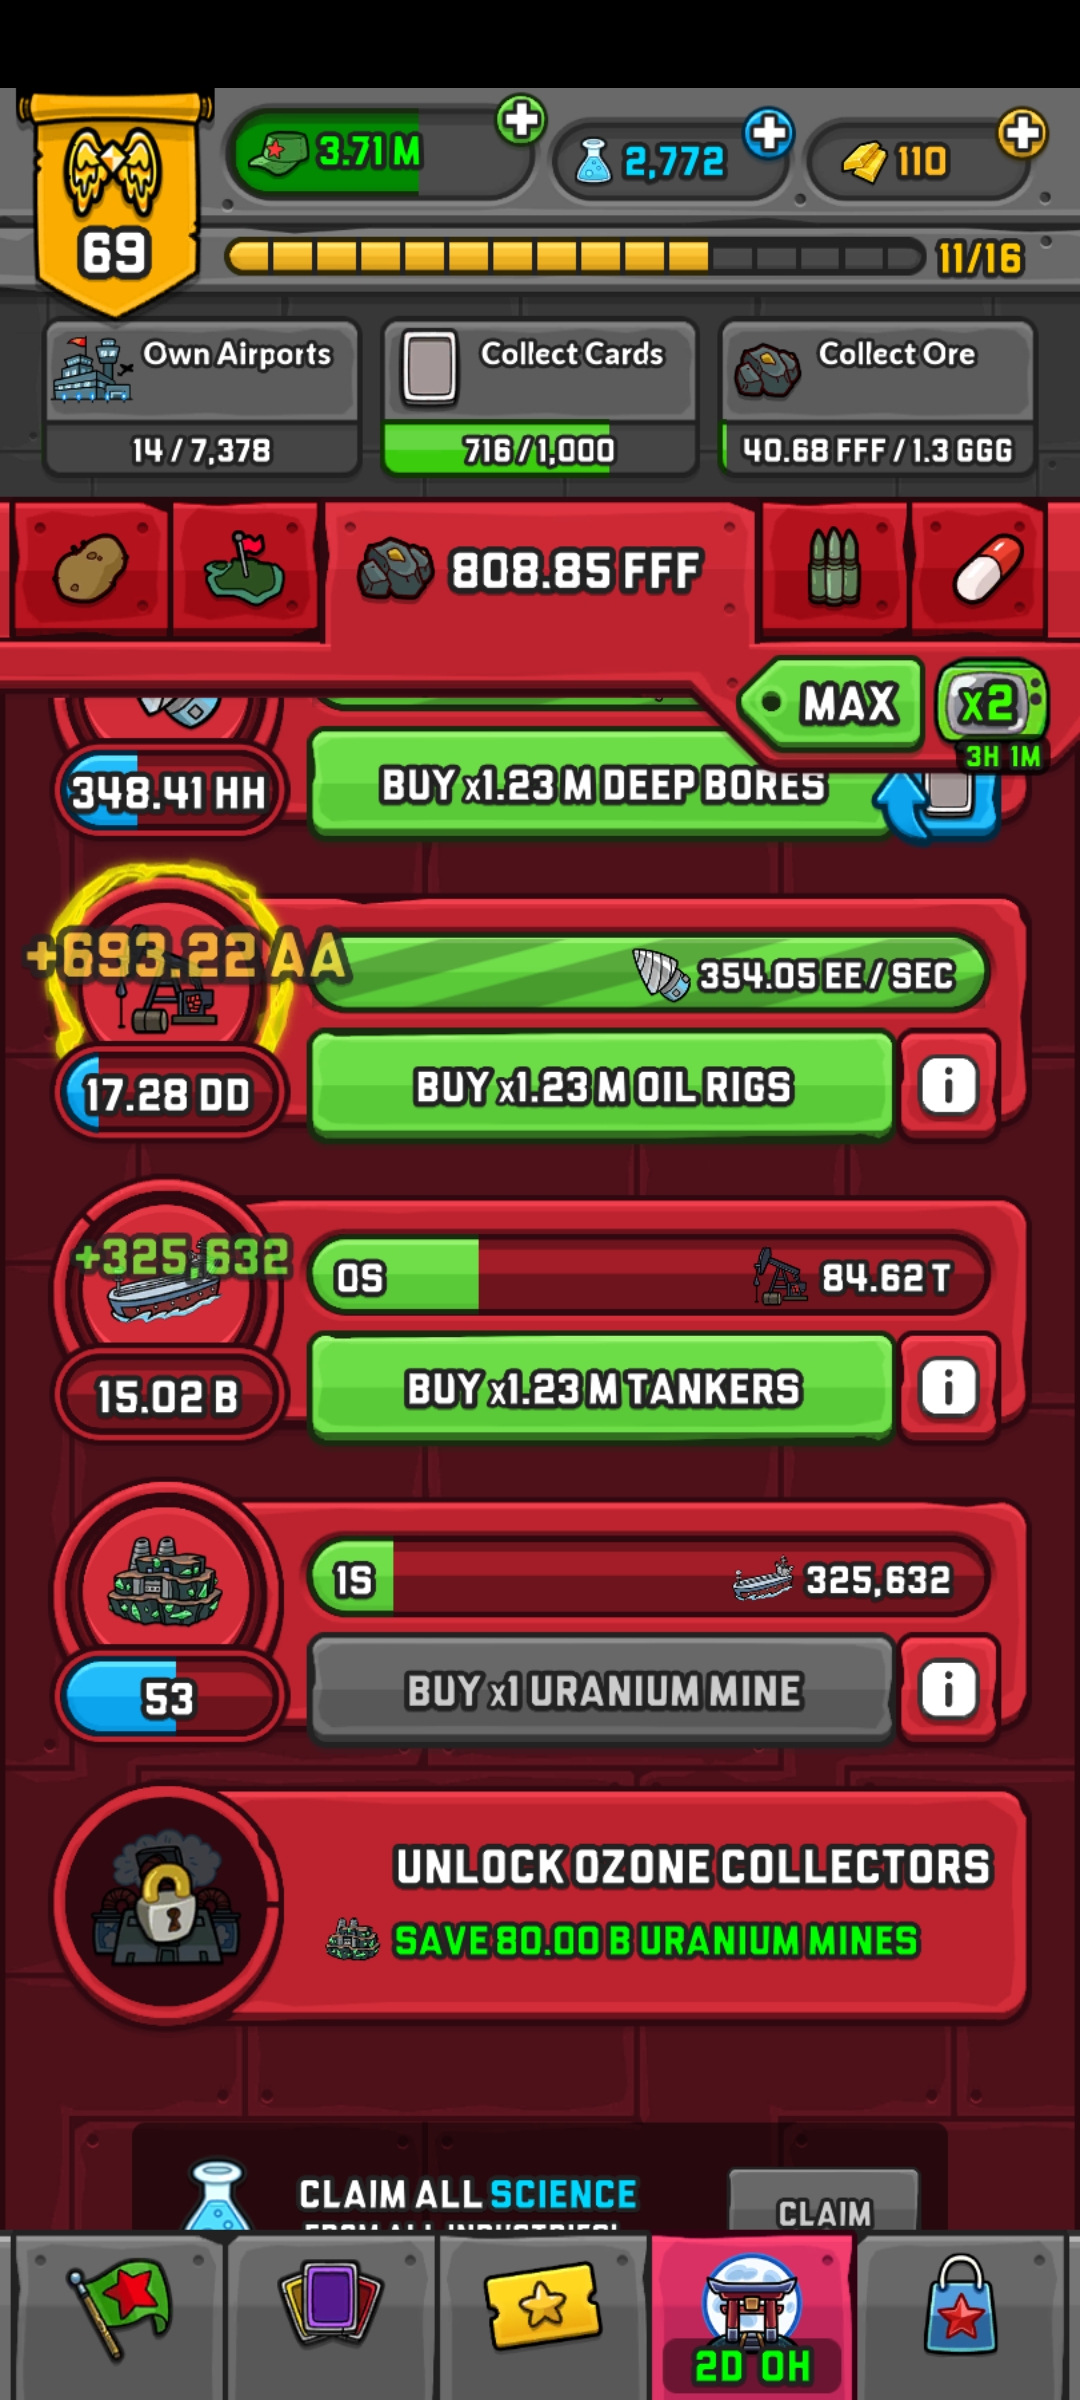 3.71 M
2,772
110
69
11/16
Own Airports
14 / 7,378
Collect Cards
716 / 1,000
Collect Ore
40.68 FFF / 1.3 GGG
808.85 FFF
MAX
x2
3H 1M
348.41 HH
BUY x1.23 M DEEP BORES
+693.22 AA
354.05 EE / SEC
17.28 DD
BUY x1.23 M OIL RIGS
i
+325,632
0S
84.62 T
15.02 B
BUY x1.23 M TANKERS
i
1S
325,632
53
BUY x1 URANIUM MINE
i
UNLOCK OZONE COLLECTORS
SAVE 80.00 B URANIUM MINES
CLAIM ALL SCIENCE
FROM ALL INDUSTRIES!
CLAIM
2D 0H